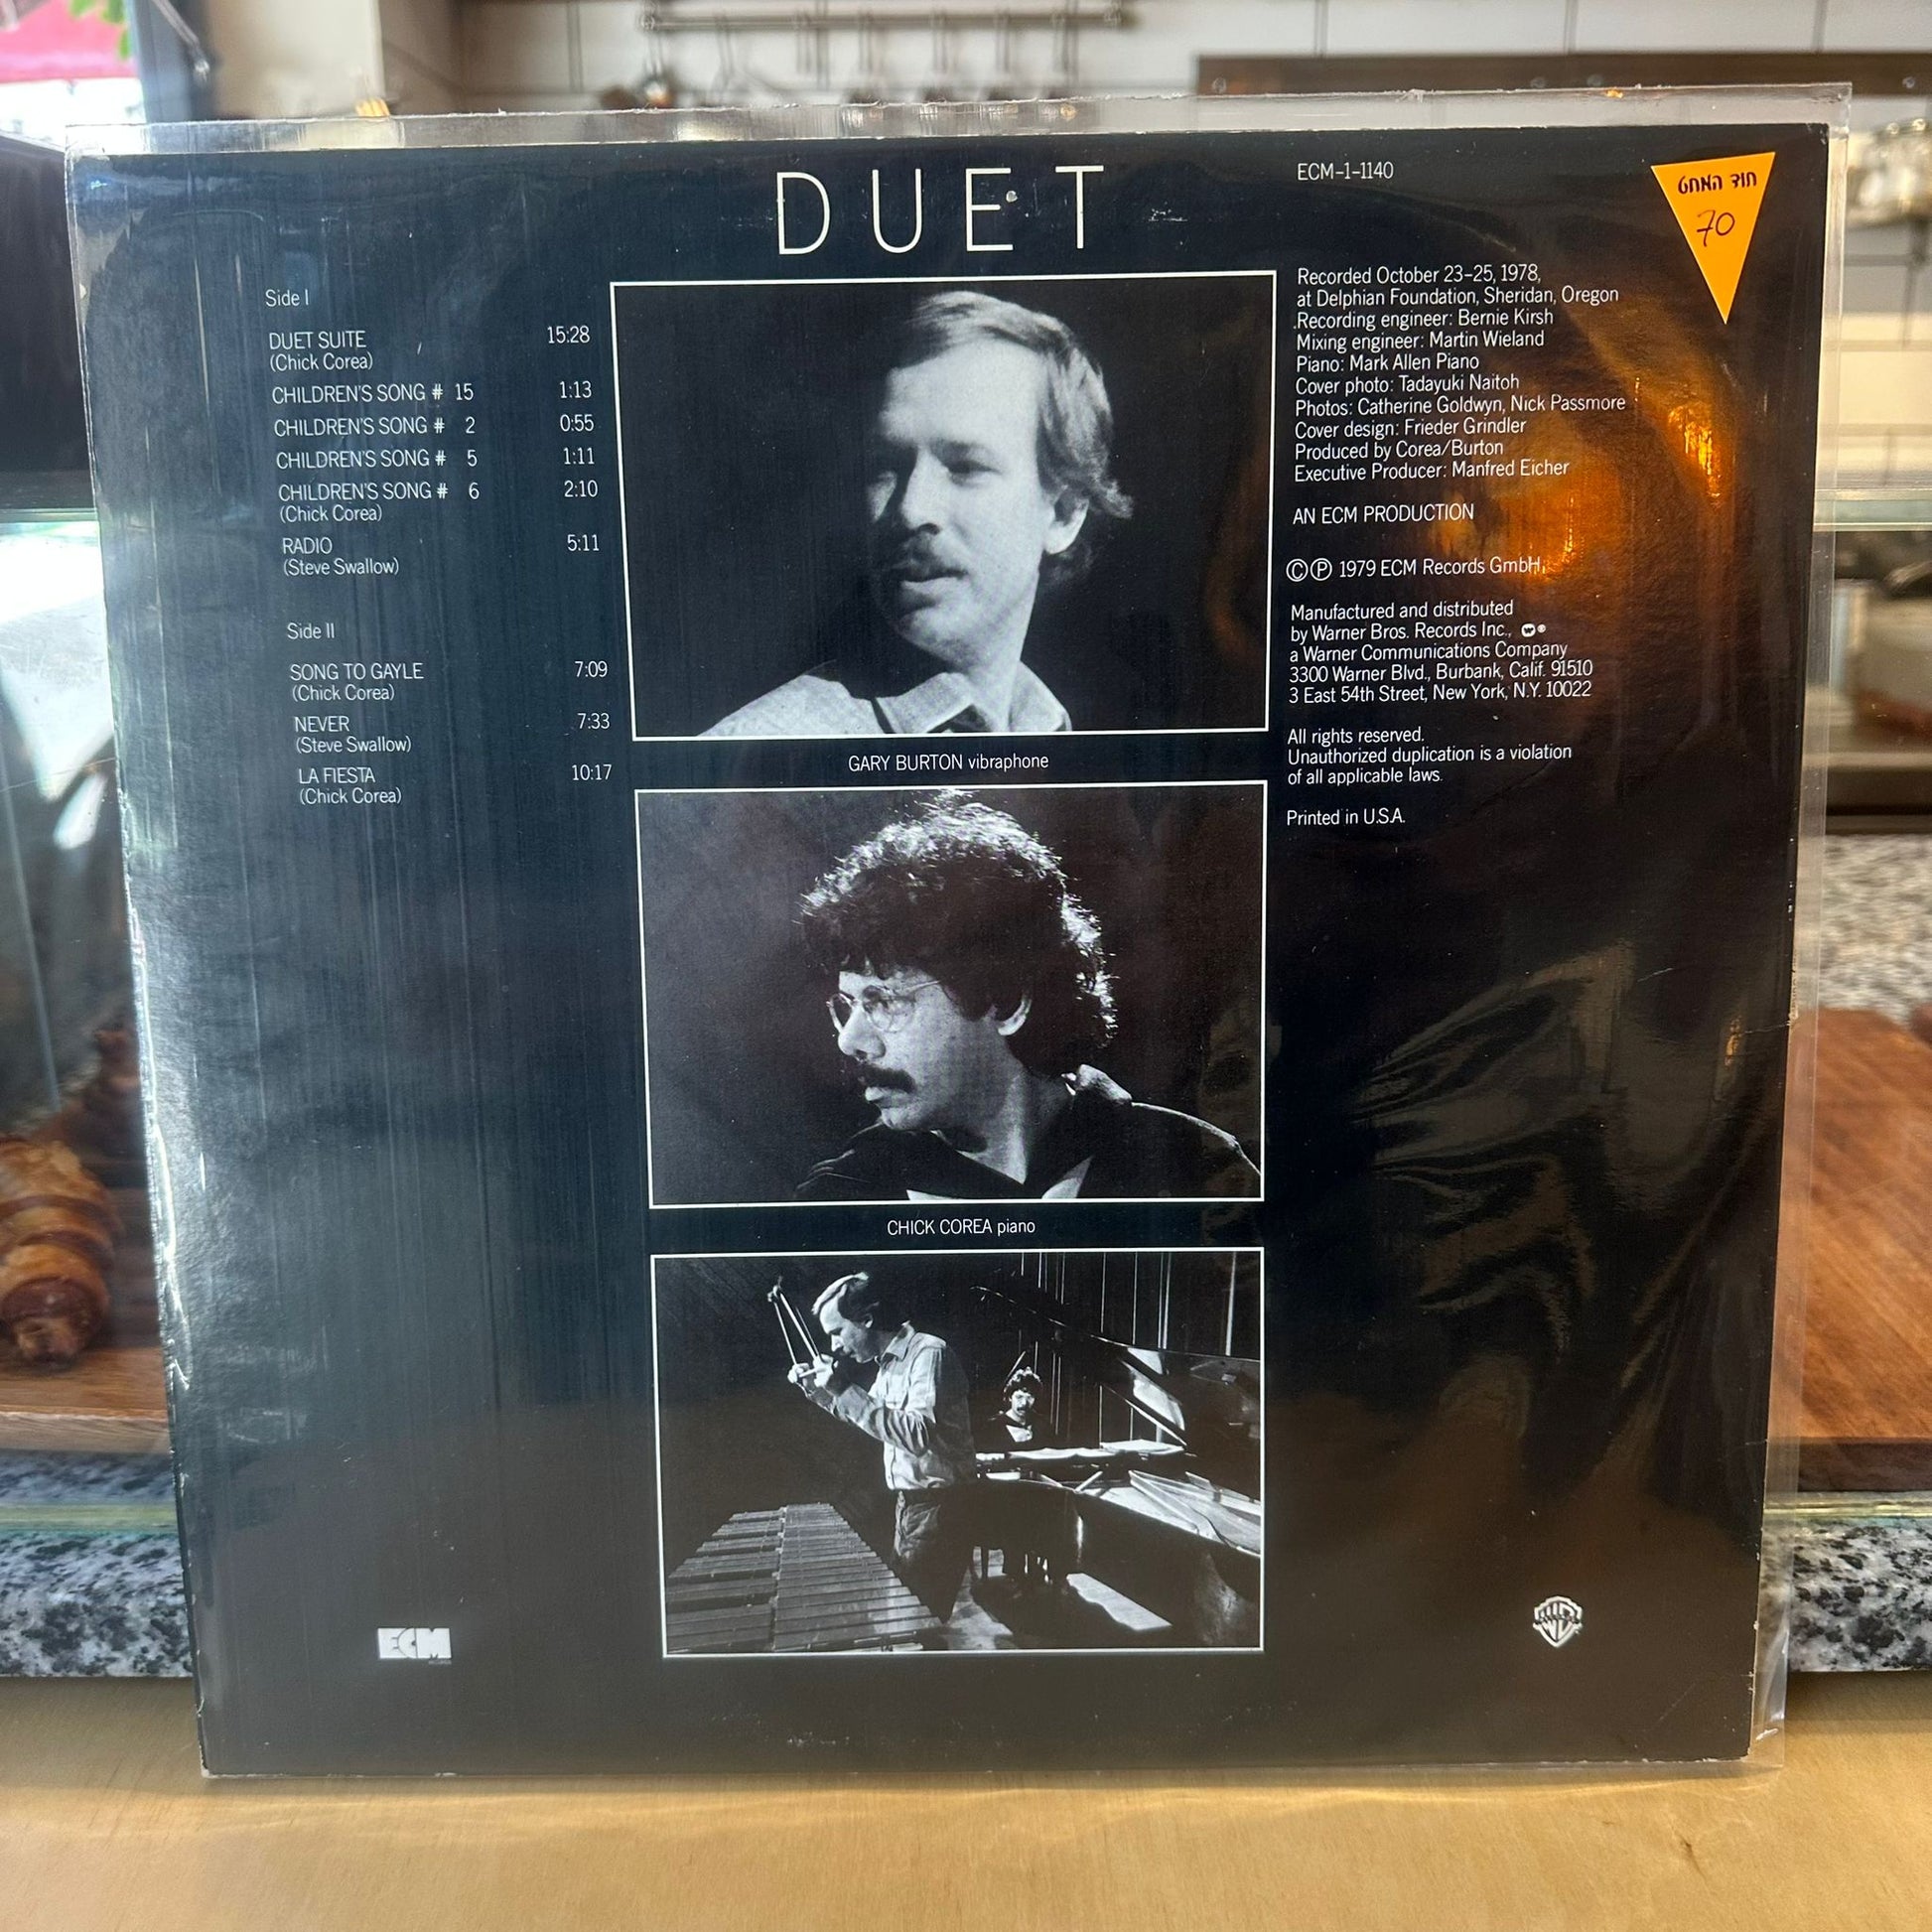 DUET
ECM-1-1140
חוד המחט
70
Side I
DUET SUITE 15:28
(Chick Corea)
CHILDREN'S SONG # 15 1:13
CHILDREN'S SONG # 2 0:55
CHILDREN'S SONG # 5 1:11
CHILDREN'S SONG # 6 2:10
(Chick Corea)
RADIO 5:11
(Steve Swallow)
Side II
SONG TO GAYLE 7:09
(Chick Corea)
NEVER 7:33
(Steve Swallow)
LA FIESTA 10:17
(Chick Corea)
GARY BURTON vibraphone
CHICK COREA piano
Recorded October 23-25, 1978,
at Delphian Foundation, Sheridan, Oregon
Recording engineer: Bernie Kirsh
Mixing engineer: Martin Wieland
Piano: Mark Allen Piano
Cover photo: Tadayuki Naitoh
Photos: Catherine Goldwyn, Nick Passmore
Cover design: Frieder Grindler
Produced by Corea/Burton
Executive Producer: Manfred Eicher
AN ECM PRODUCTION
©℗ 1979 ECM Records GmbH
Manufactured and distributed
by Warner Bros. Records Inc.,
a Warner Communications Company
3300 Warner Blvd., Burbank, Calif. 91510
3 East 54th Street, New York, N.Y. 10022
All rights reserved.
Unauthorized duplication is a violation
of all applicable laws.
Printed in U.S.A.
ECM
WB